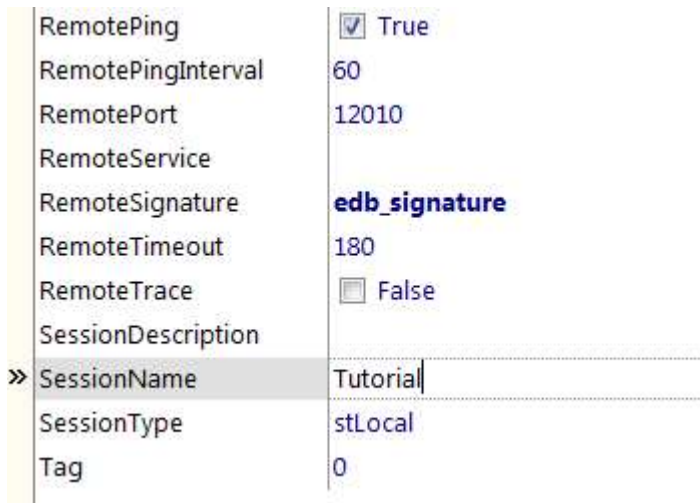 RemotePing True
RemotePingInterval 60
RemotePort 12010
RemoteService
RemoteSignature edb_signature
RemoteTimeout 180
RemoteTrace False
SessionDescription
» SessionName Tutorial
SessionType stLocal
Tag 0